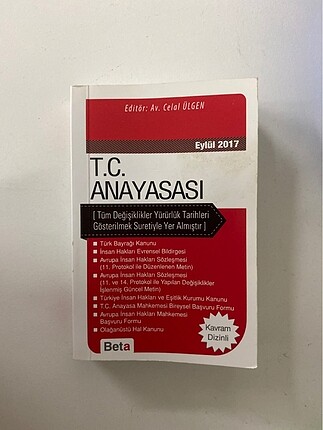 Editör: Av. Celal ÜLGEN
Eylül 2017
T.C.
ANAYASASI
[ Tüm Değişiklikler Yürürlük Tarihleri
Gösterilmek Suretiyle Yer Almıştır ]
Türk Bayrağı Kanunu
İnsan Hakları Evrensel Bildirgesi
Avrupa İnsan Hakları Sözleşmesi
(11. Protokol ile Düzenlenen Metin)
Avrupa İnsan Hakları Sözleşmesi
(11. ve 14. Protokol ile Yapılan Değişiklikler
İşlenmiş Güncel Metin)
Türkiye İnsan Hakları ve Eşitlik Kurumu Kanunu
T.C. Anayasa Mahkemesi Bireysel Başvuru Formu
Avrupa İnsan Hakları Mahkemesi
Başvuru Formu
Olağanüstü Hal Kanunu
Kavram
Dizinli
Beta